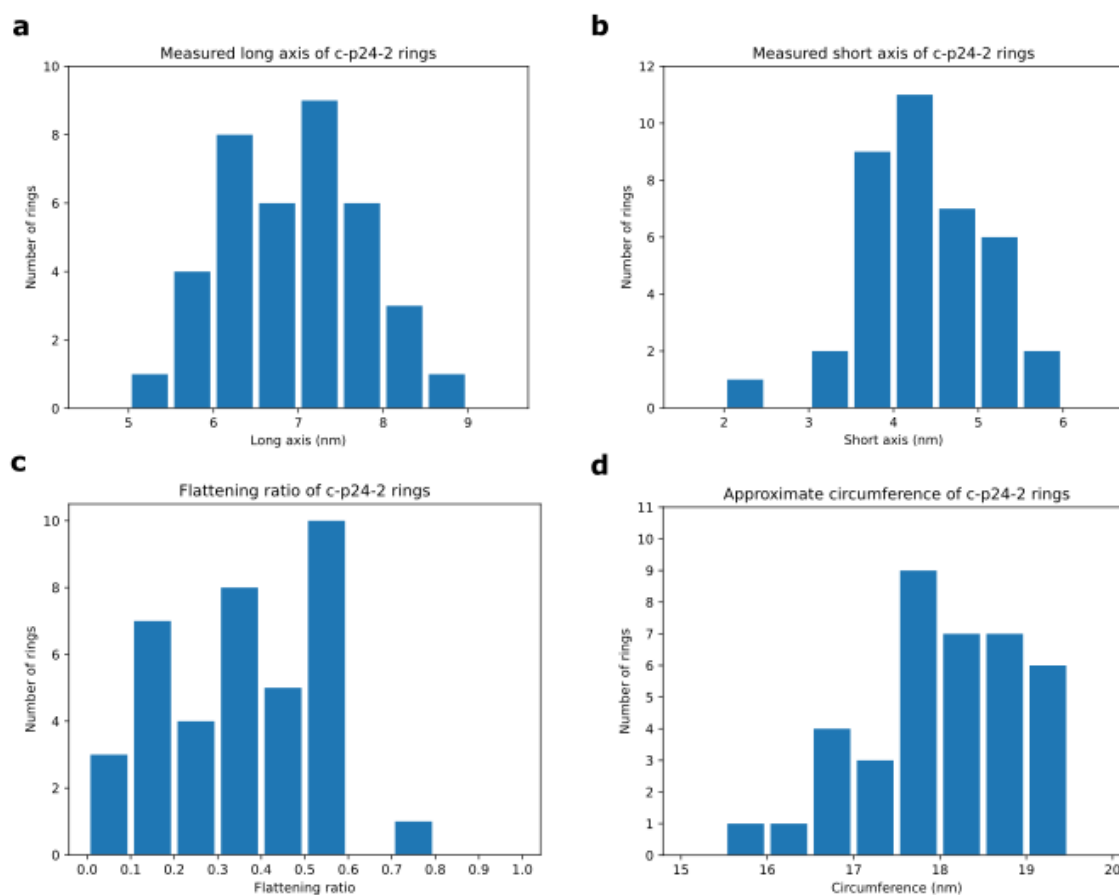 a
Measured long axis of c-p24-2 rings
10
8
6
4
2
0
Number of rings
5 6 7 8 9
Long axis (nm)
b
Measured short axis of c-p24-2 rings
12
10
8
6
4
2
0
Number of rings
2 3 4 5 6
Short axis (nm)
c
Flattening ratio of c-p24-2 rings
10
8
6
4
2
0
Number of rings
0.0 0.1 0.2 0.3 0.4 0.5 0.6 0.7 0.8 0.9 1.0
Flattening ratio
d
Approximate circumference of c-p24-2 rings
11
10
9
8
7
6
5
4
3
2
1
0
Number of rings
15 16 17 18 19 20
Circumference (nm)